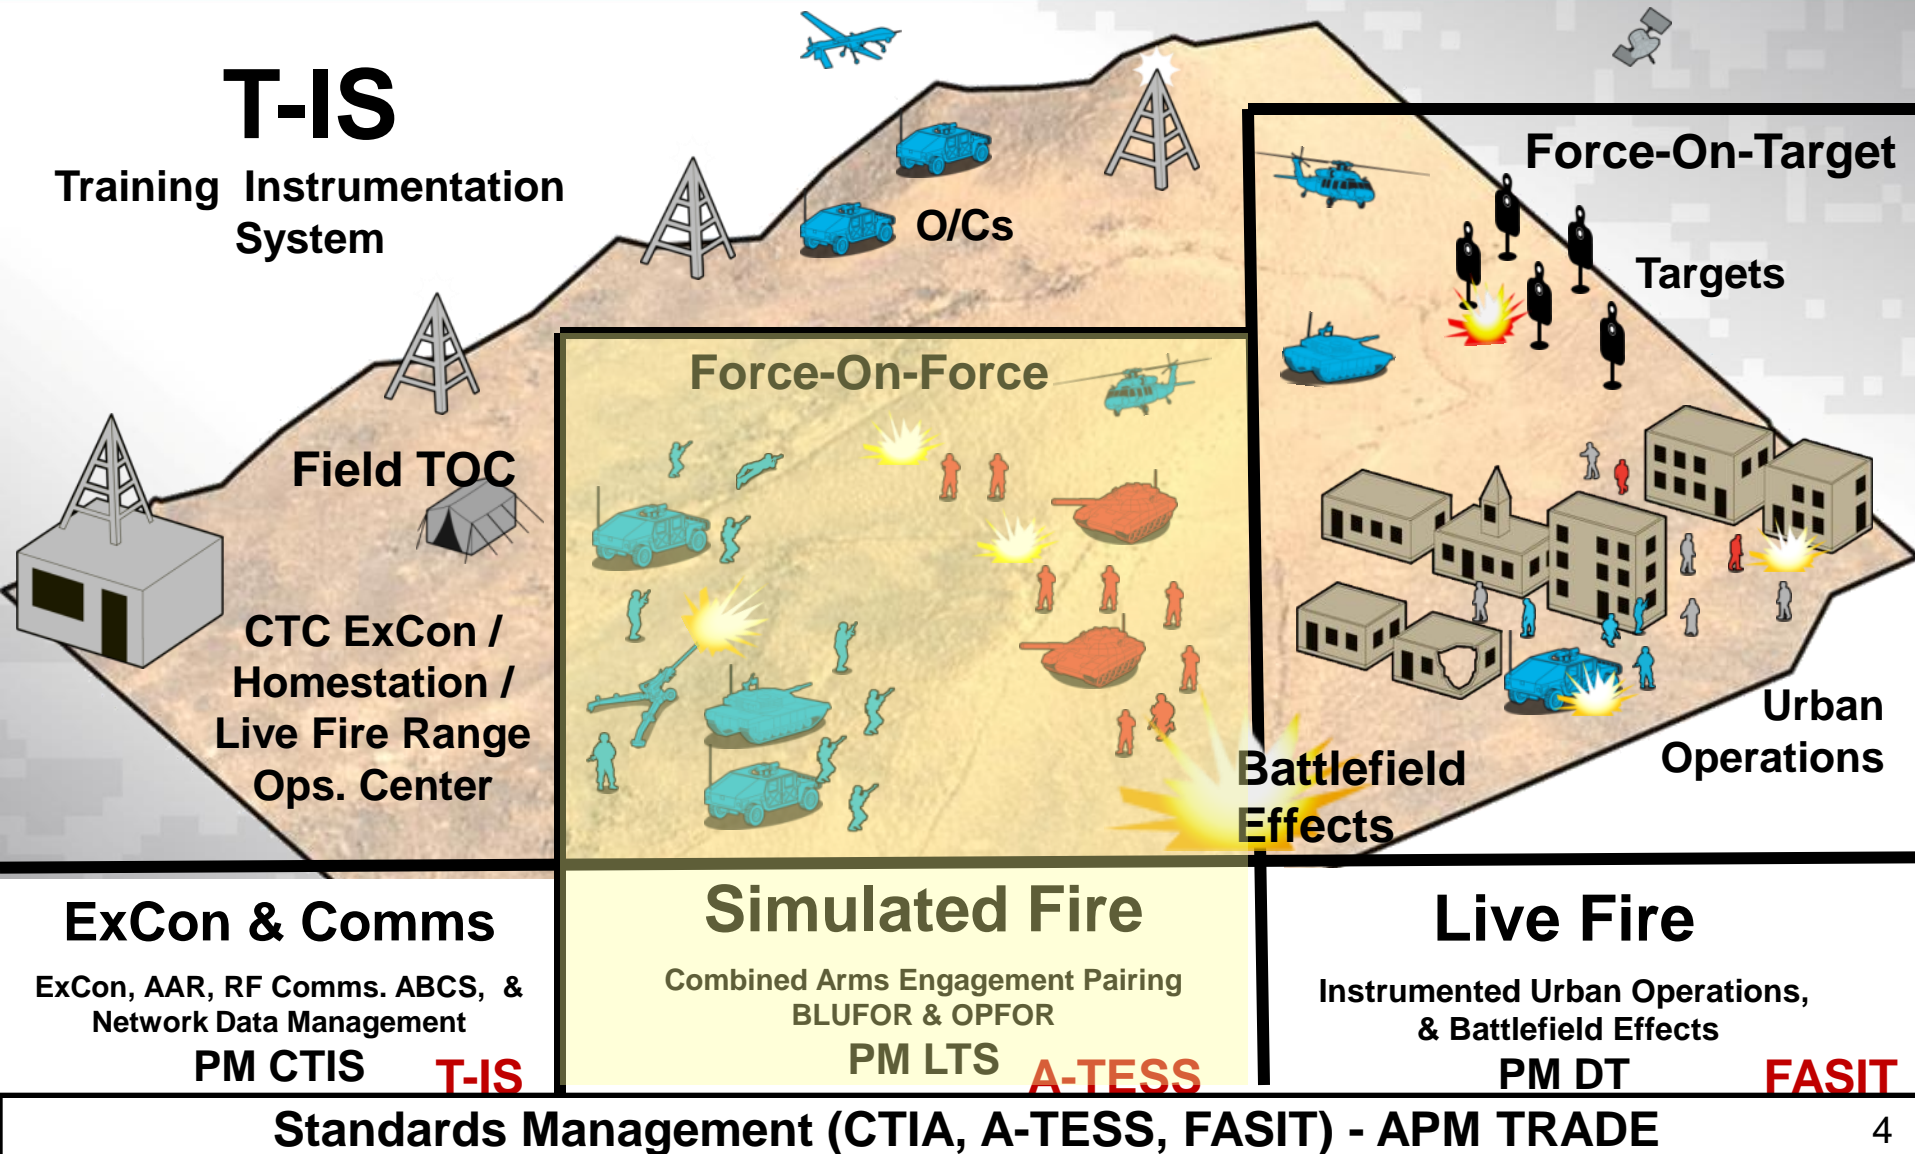 T-IS
Training Instrumentation
System
Force-On-Target
O/Cs
Targets
Force-On-Force
Field TOC
CTC ExCon /
Homestation /
Live Fire Range
Ops. Center
Urban
Operations
Battlefield
Effects
ExCon & Comms
ExCon, AAR, RF Comms. ABCS, &
Network Data Management
PM CTIS
T-IS
Simulated Fire
Combined Arms Engagement Pairing
BLUFOR & OPFOR
PM LTS
A-TESS
Live Fire
Instrumented Urban Operations,
& Battlefield Effects
PM DT
FASIT
Standards Management (CTIA, A-TESS, FASIT) - APM TRADE
4